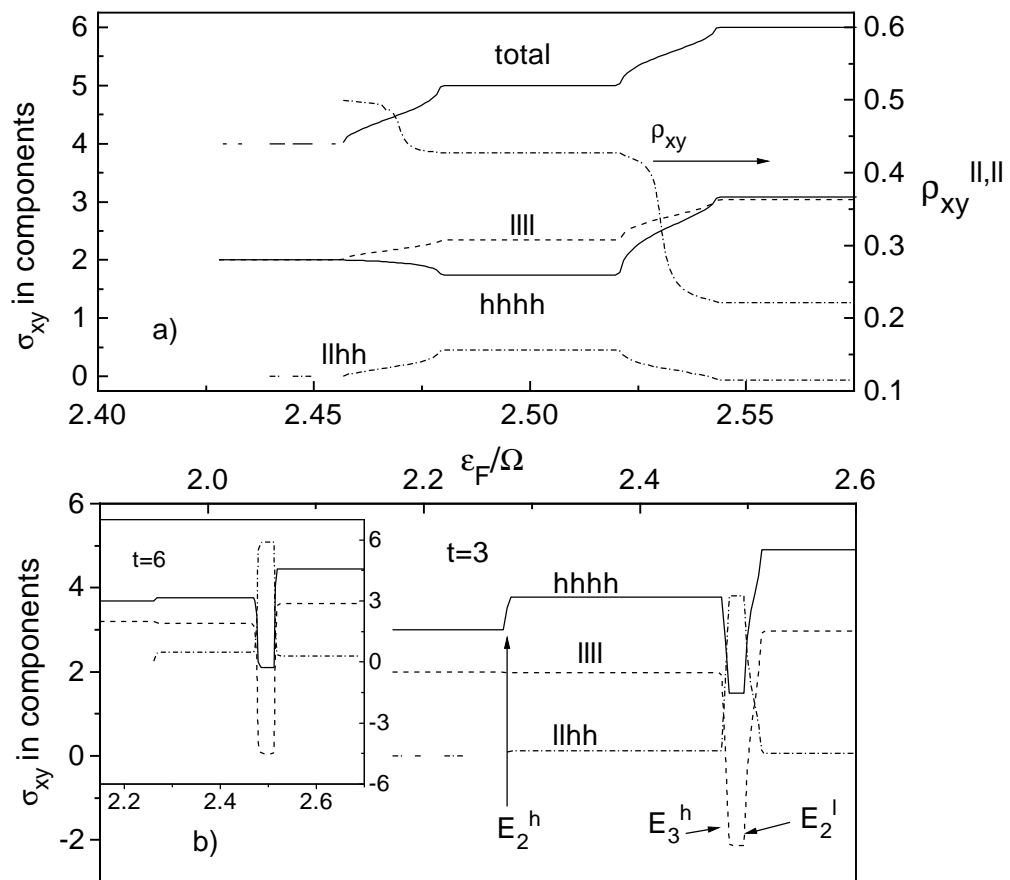 6
5
4
3
2
1
0
σxy in components
total
ρxy
llll
hhhh
llhh
a)
0.6
0.5
0.4
0.3
0.2
0.1
ρxy ll,ll
2.40 2.45 2.50 2.55
εF/Ω
2.0 2.2 2.4 2.6
6
4
2
0
-2
σxy in components
t=6
6
3
0
-3
-6
2.2 2.4 2.6
t=3
hhhh
llll
llhh
E2h
E3h
E2l
b)